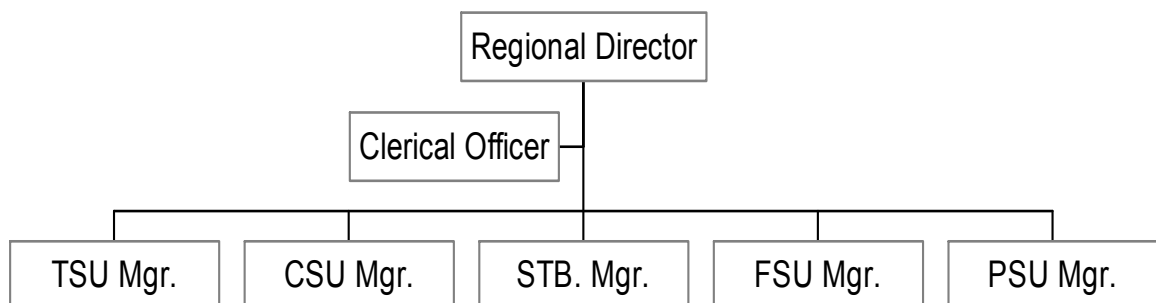 Regional Director
Clerical Officer
TSU Mgr.
CSU Mgr.
STB. Mgr.
FSU Mgr.
PSU Mgr.